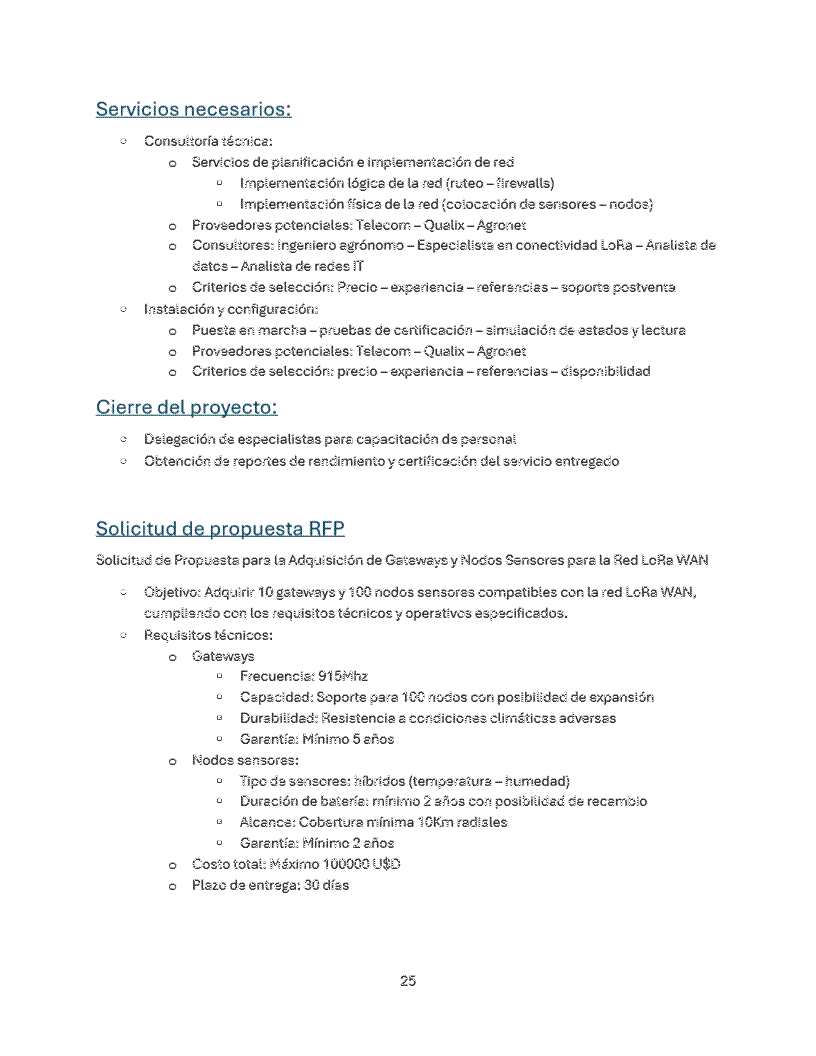 Servicios necesarios:
○ Consultoría técnica:
o Servicios de planificación e implementación de red
▫ Implementación lógica de la red (ruteo – firewalls)
▫ Implementación física de la red (colocación de sensores – nodos)
o Proveedores potenciales: Telecom – Qualix – Agronet
o Consultores: Ingeniero agrónomo – Especialista en conectividad LoRa – Analista de
datos – Analista de redes IT
o Criterios de selección: Precio – experiencia – referencias – soporte postventa
○ Instalación y configuración:
o Puesta en marcha – pruebas de certificación – simulación de estados y lectura
o Proveedores potenciales: Telecom – Qualix – Agronet
o Criterios de selección: precio – experiencia – referencias – disponibilidad
Cierre del proyecto:
○ Delegación de especialistas para capacitación de personal
○ Obtención de reportes de rendimiento y certificación del servicio entregado
Solicitud de propuesta RFP
Solicitud de Propuesta para la Adquisición de Gateways y Nodos Sensores para la Red LoRa WAN
○ Objetivo: Adquirir 10 gateways y 100 nodos sensores compatibles con la red LoRa WAN,
cumpliendo con los requisitos técnicos y operativos especificados.
○ Requisitos técnicos:
o Gateways
▫ Frecuencia: 915Mhz
▫ Capacidad: Soporte para 100 nodos con posibilidad de expansión
▫ Durabilidad: Resistencia a condiciones climáticas adversas
▫ Garantía: Mínimo 5 años
o Nodos sensores:
▫ Tipo de sensores: híbridos (temperatura – humedad)
▫ Duración de batería: mínimo 2 años con posibilidad de recambio
▫ Alcance: Cobertura mínima 10Km radiales
▫ Garantía: Mínimo 2 años
o Costo total: Máximo 100000 U$D
o Plazo de entrega: 30 días
25